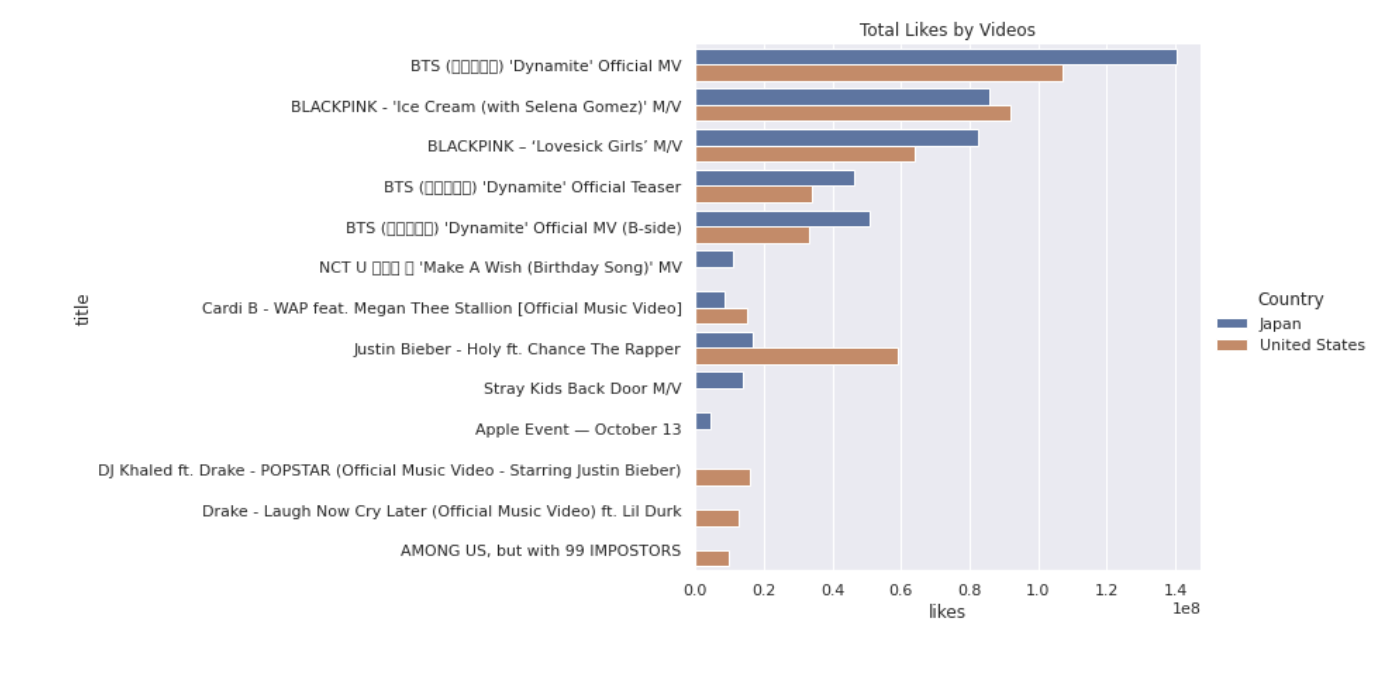 Total Likes by Videos
BTS (▯▯▯▯▯) 'Dynamite' Official MV
BLACKPINK - 'Ice Cream (with Selena Gomez)' M/V
BLACKPINK – ‘Lovesick Girls’ M/V
BTS (▯▯▯▯▯) 'Dynamite' Official Teaser
BTS (▯▯▯▯▯) 'Dynamite' Official MV (B-side)
NCT U ▯▯▯ ▯ 'Make A Wish (Birthday Song)' MV
Cardi B - WAP feat. Megan Thee Stallion [Official Music Video]
Justin Bieber - Holy ft. Chance The Rapper
Stray Kids Back Door M/V
Apple Event — October 13
DJ Khaled ft. Drake - POPSTAR (Official Music Video - Starring Justin Bieber)
Drake - Laugh Now Cry Later (Official Music Video) ft. Lil Durk
AMONG US, but with 99 IMPOSTORS
title
0.0 0.2 0.4 0.6 0.8 1.0 1.2 1.4
1e8
likes
Country
Japan
United States